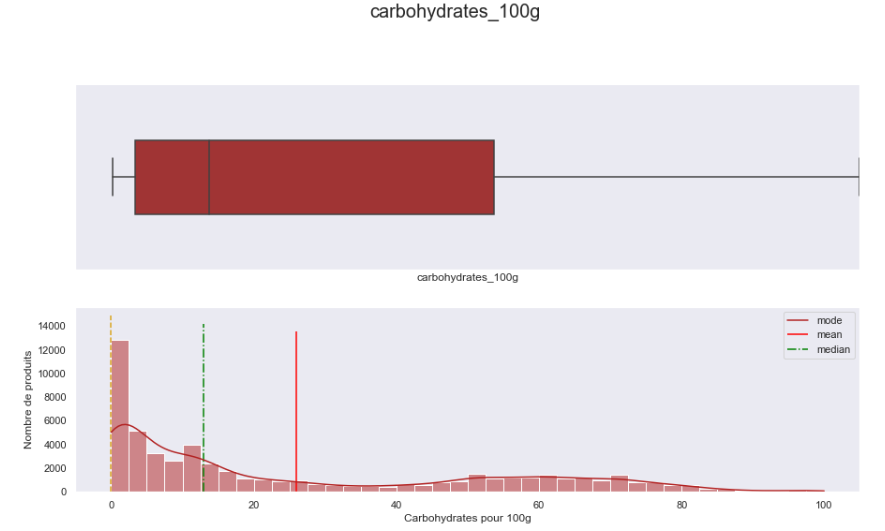 carbohydrates_100g
carbohydrates_100g
14000
12000
10000
8000
6000
4000
2000
0
Nombre de produits
mode
mean
median
0 20 40 60 80 100
Carbohydrates pour 100g